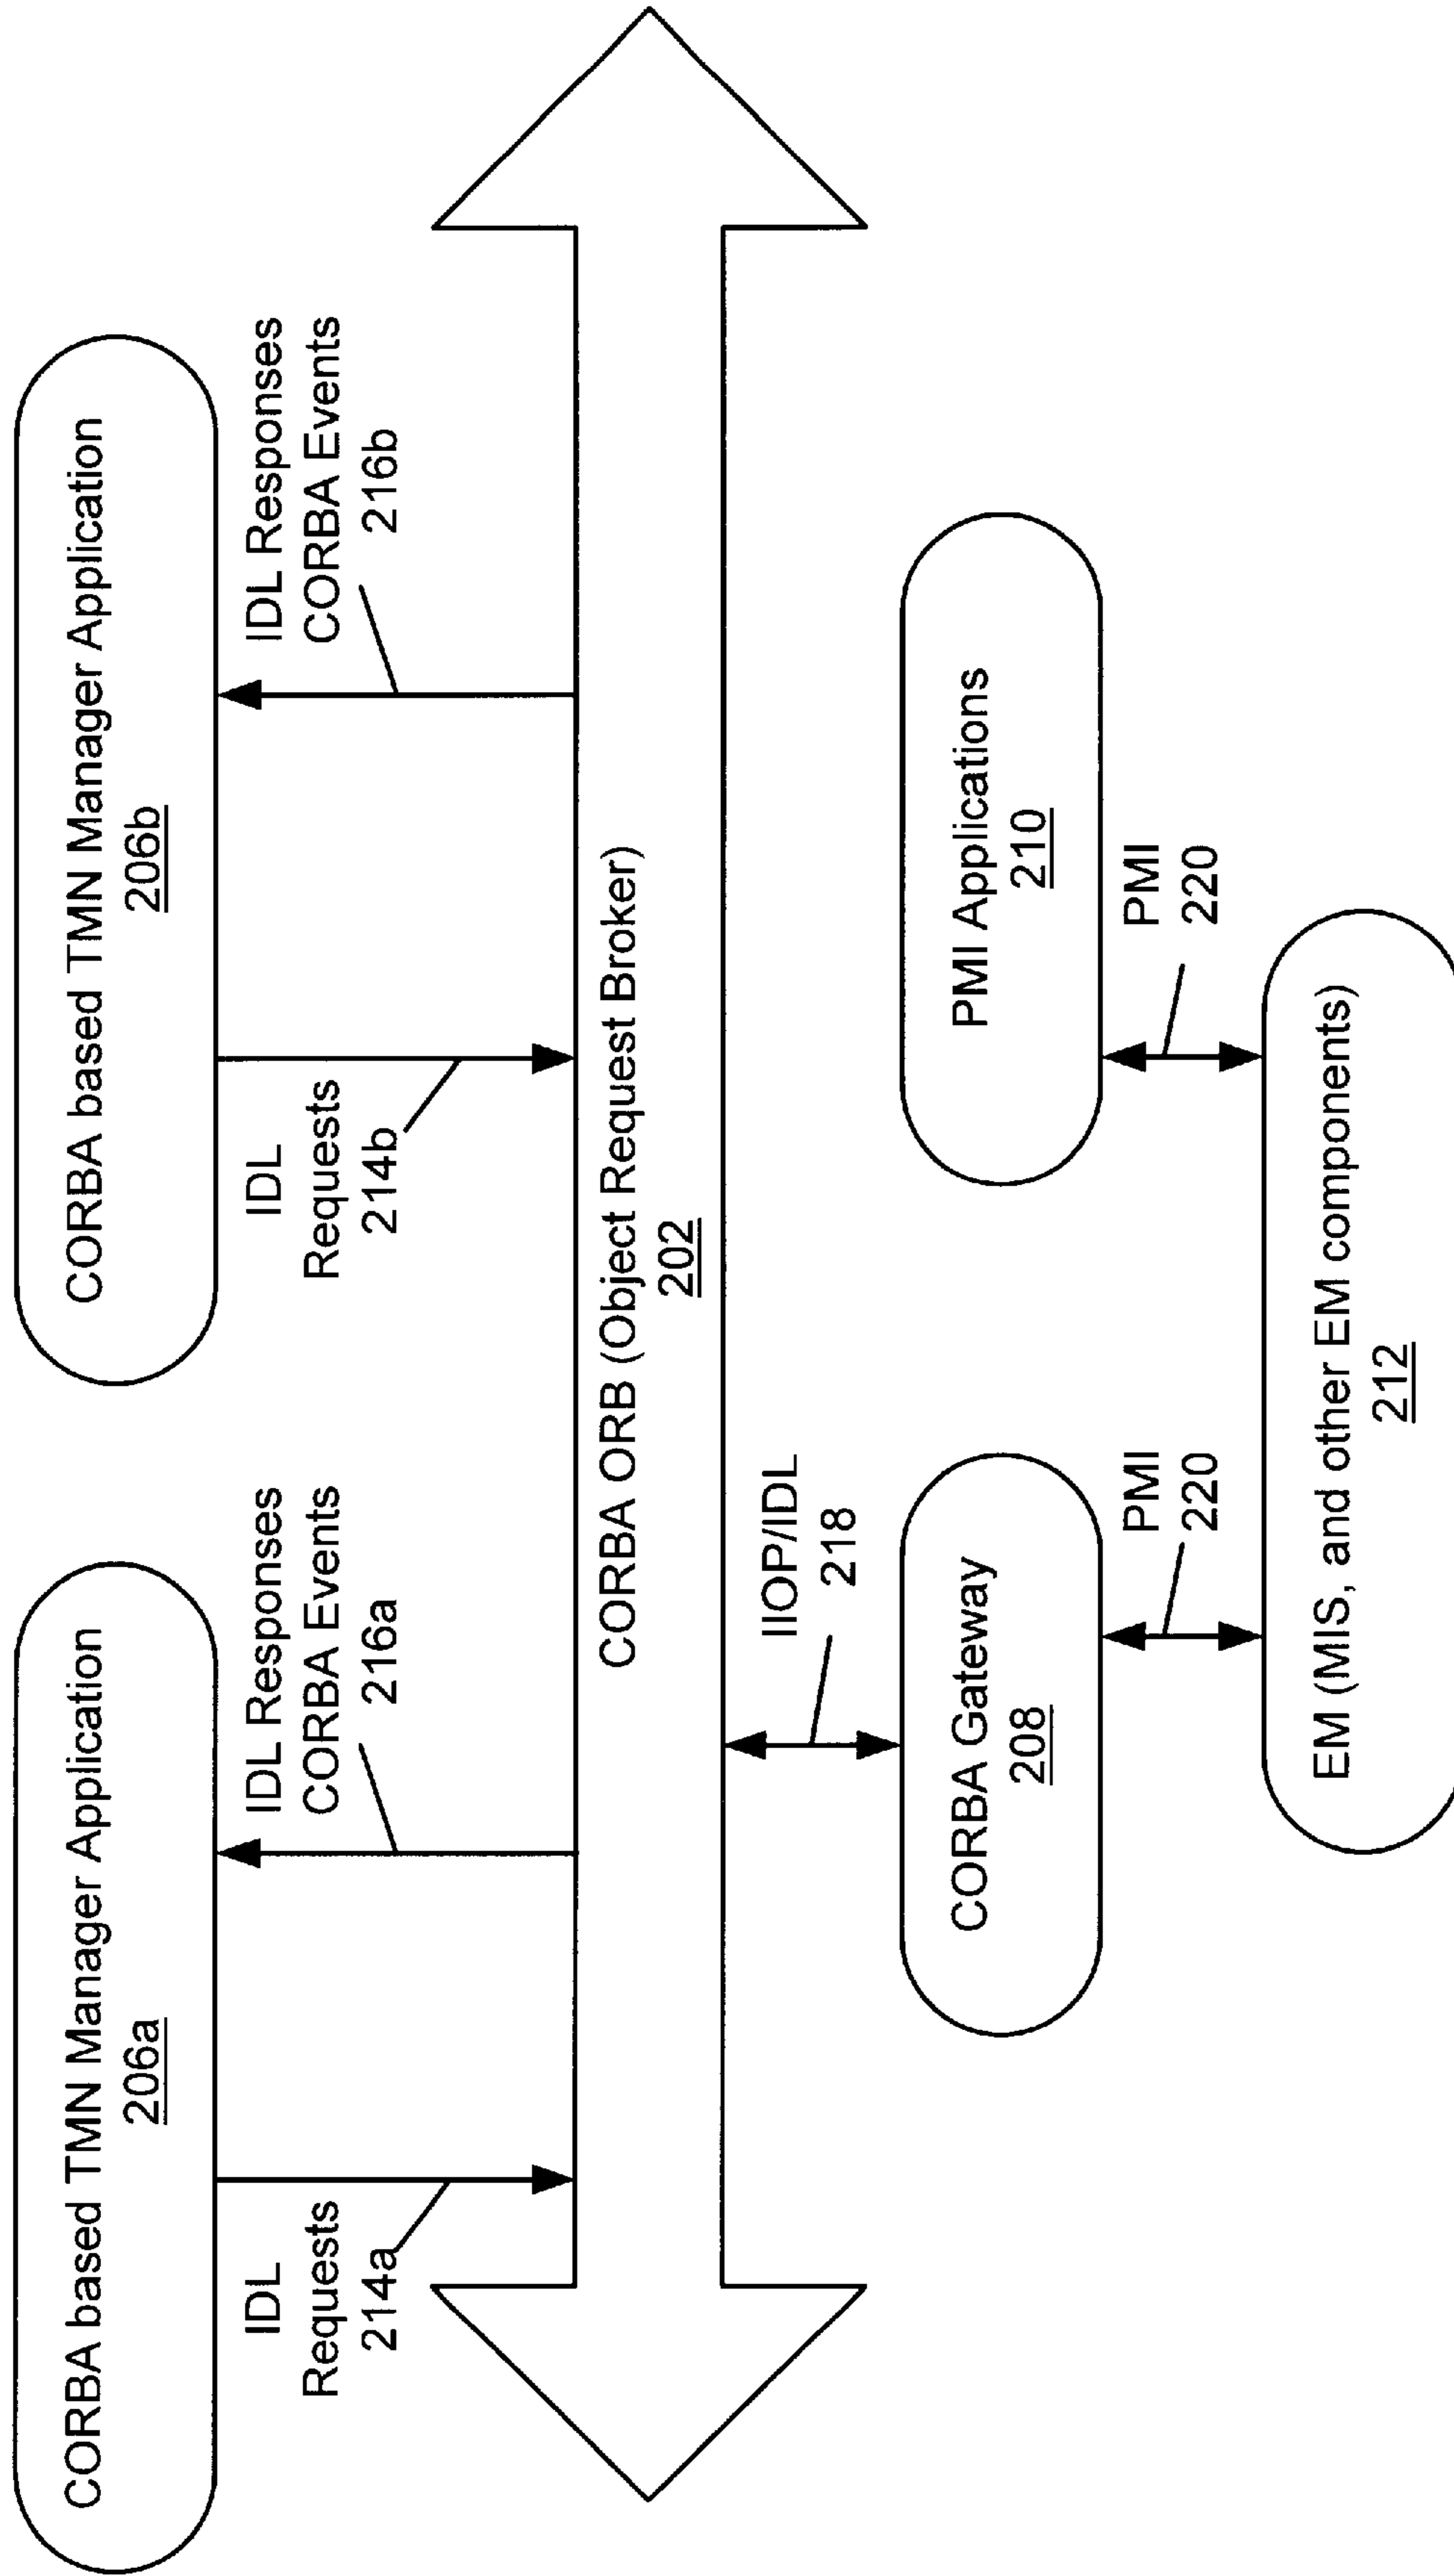 CORBA based TMN Manager Application
206a
CORBA based TMN Manager Application
206b
IDL
Requests
214a
IDL Responses
CORBA Events
216a
IDL
Requests
214b
IDL Responses
CORBA Events
216b
CORBA ORB (Object Request Broker)
202
IIOP/IDL
218
CORBA Gateway
208
PMI Applications
210
PMI
220
PMI
220
EM (MIS, and other EM components)
212